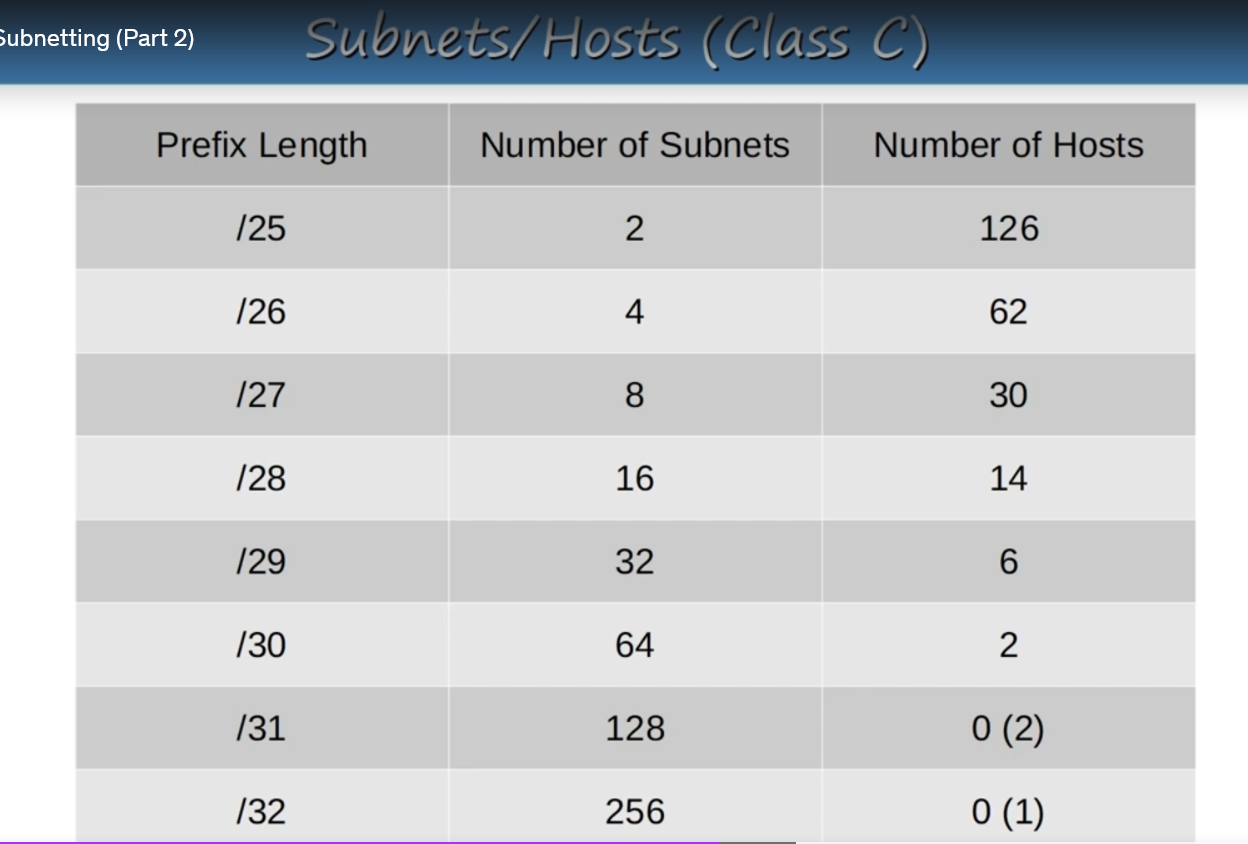 Subnetting (Part 2)
Subnets/Hosts (Class C)
Prefix Length Number of Subnets Number of Hosts
/25 2 126
/26 4 62
/27 8 30
/28 16 14
/29 32 6
/30 64 2
/31 128 0 (2)
/32 256 0 (1)